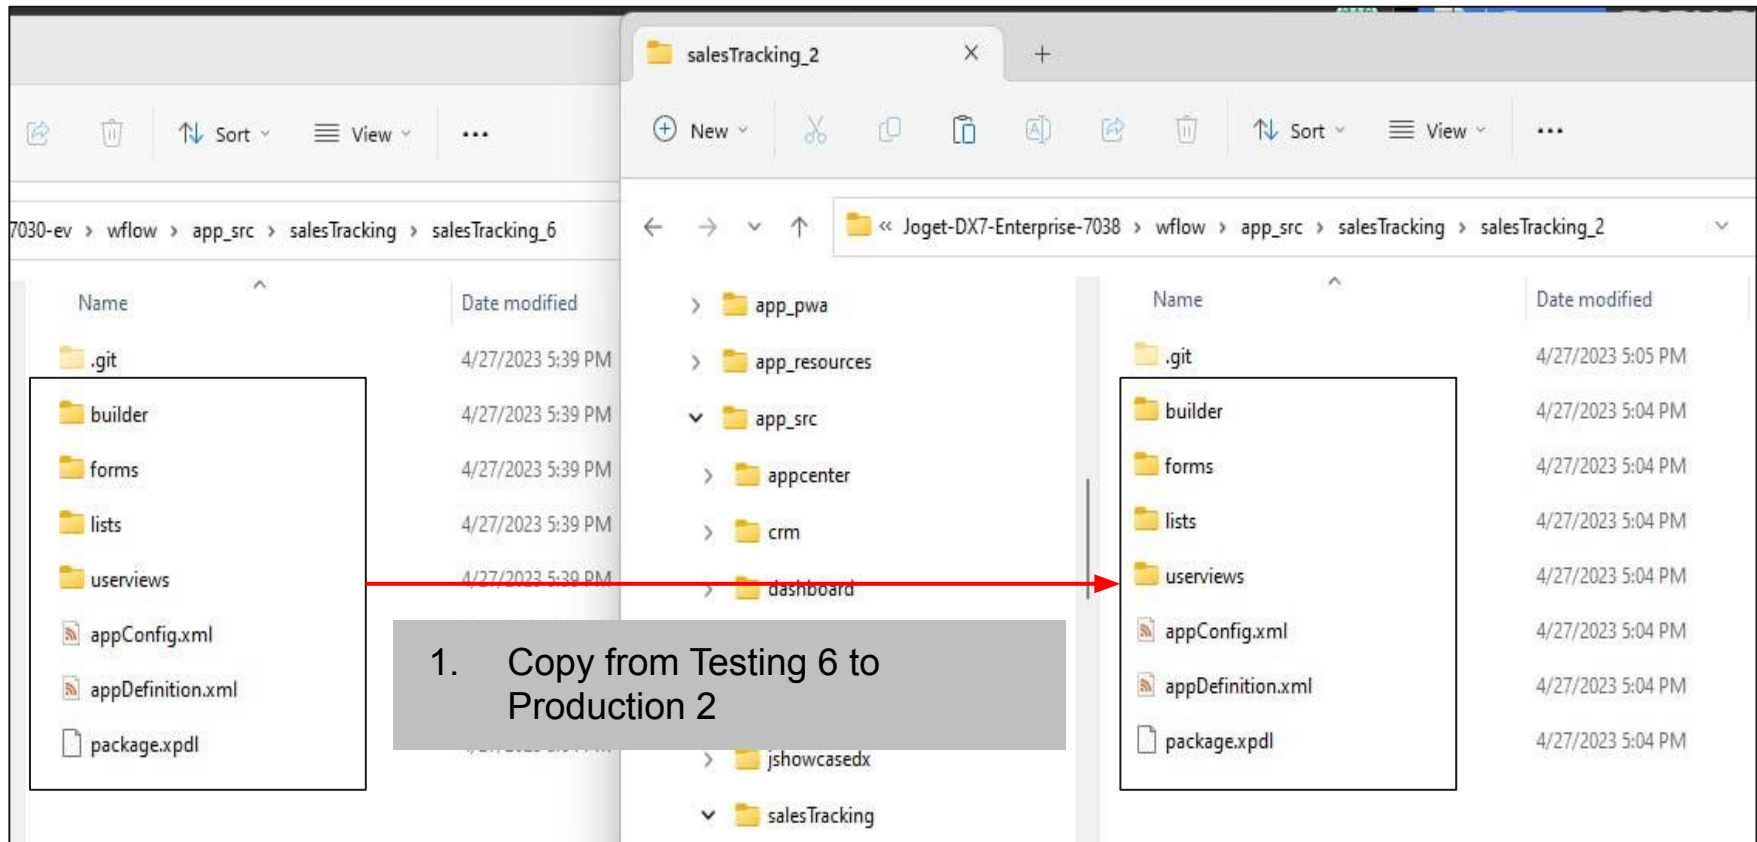 Sort
View
7030-ev > wflow > app_src > salesTracking > salesTracking_6
Name
Date modified
.git
4/27/2023 5:39 PM
builder
4/27/2023 5:39 PM
forms
4/27/2023 5:39 PM
lists
4/27/2023 5:39 PM
userviews
4/27/2023 5:39 PM
appConfig.xml
appDefinition.xml
package.xpdl
salesTracking_2
New
Sort
View
« Joget-DX7-Enterprise-7038 > wflow > app_src > salesTracking > salesTracking_2
app_pwa
app_resources
app_src
appcenter
crm
dashboard
jshowcasedx
salesTracking
Name
Date modified
.git
4/27/2023 5:05 PM
builder
4/27/2023 5:04 PM
forms
4/27/2023 5:04 PM
lists
4/27/2023 5:04 PM
userviews
4/27/2023 5:04 PM
appConfig.xml
4/27/2023 5:04 PM
appDefinition.xml
4/27/2023 5:04 PM
package.xpdl
4/27/2023 5:04 PM
1. Copy from Testing 6 to
Production 2